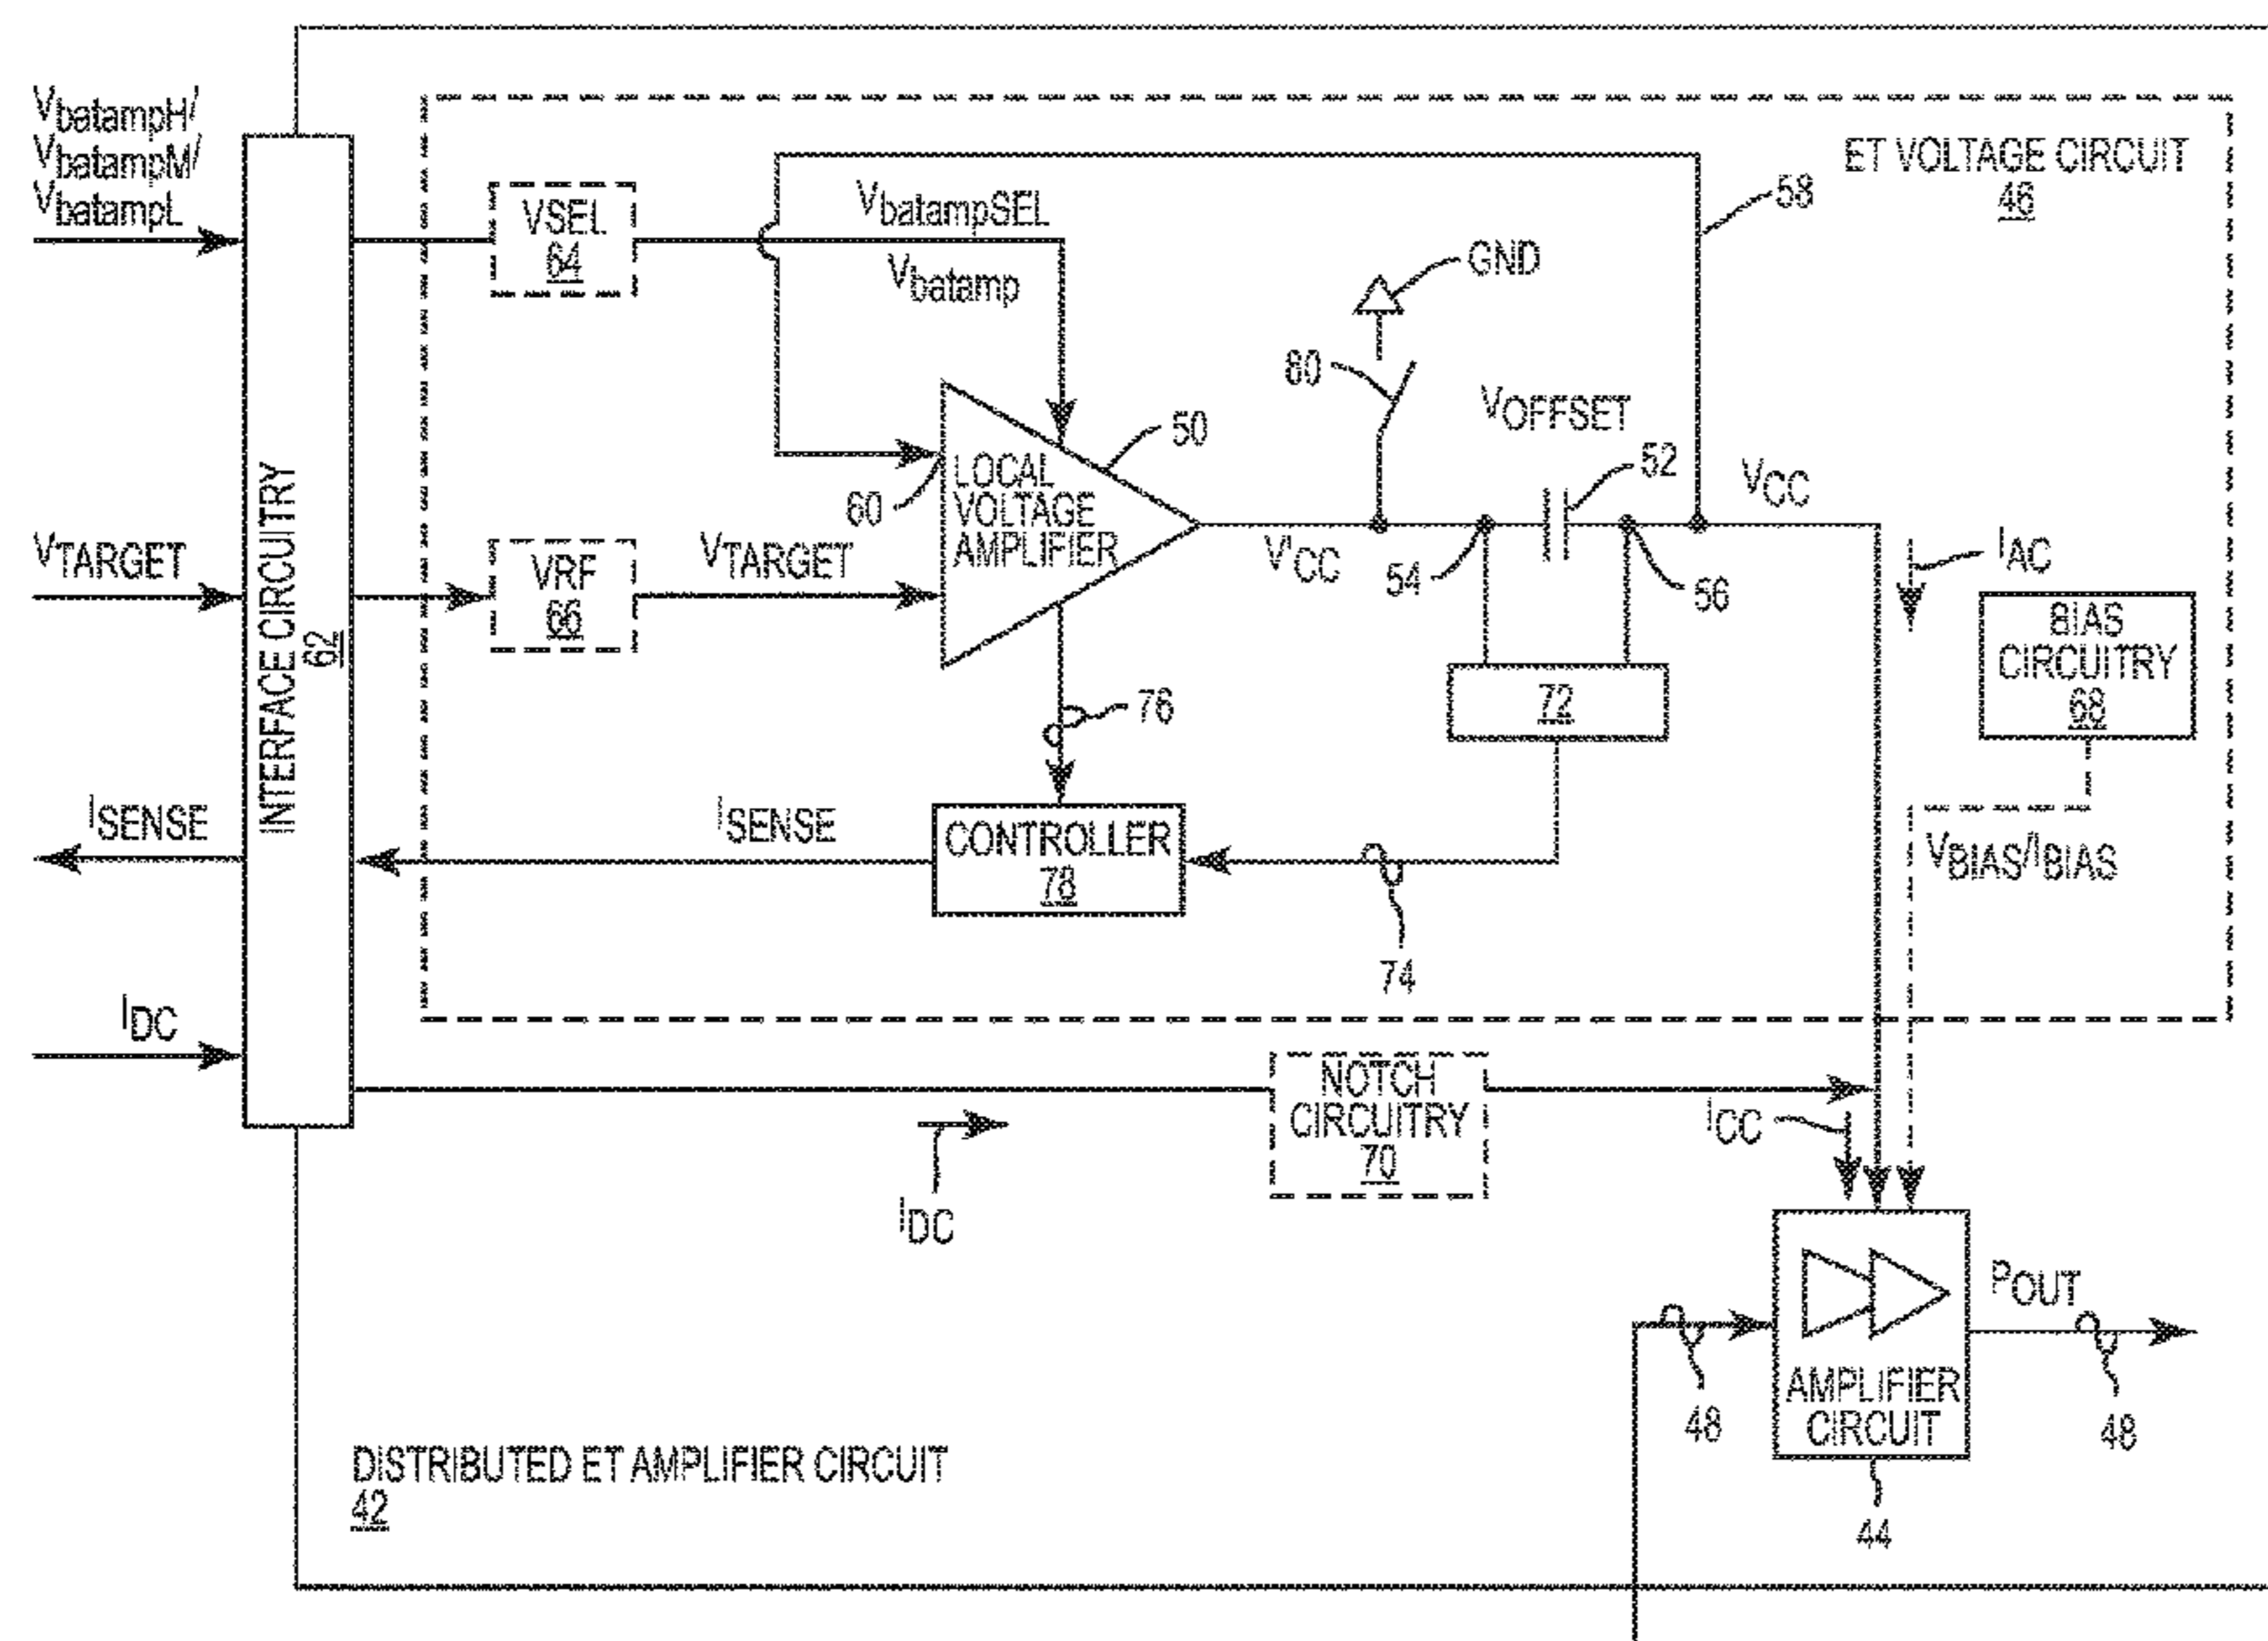 VbatampH/
VbatampM/
VbatampL
VTARGET
ISENSE
IDC
INTERFACE CIRCUITRY
62
ET VOLTAGE CIRCUIT
46
VSEL
64
VbatampSEL
Vbatamp
58
GND
80
VOFFSET
50
52
LOCAL
VOLTAGE
AMPLIFIER
60
VCC
V'CC
54
56
IAC
VRF
66
VTARGET
BIAS
CIRCUITRY
68
72
76
ISENSE
CONTROLLER
78
74
VBIAS/IBIAS
NOTCH
CIRCUITRY
70
IDC
ICC
POUT
48
AMPLIFIER
CIRCUIT
48
44
DISTRIBUTED ET AMPLIFIER CIRCUIT
42